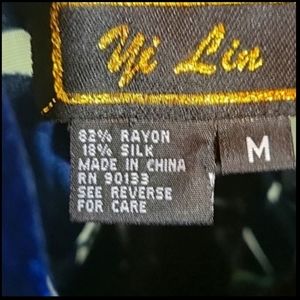 Yi Lin
82% RAYON
18% SILK
MADE IN CHINA
RN 90133
SEE REVERSE
FOR CARE
M